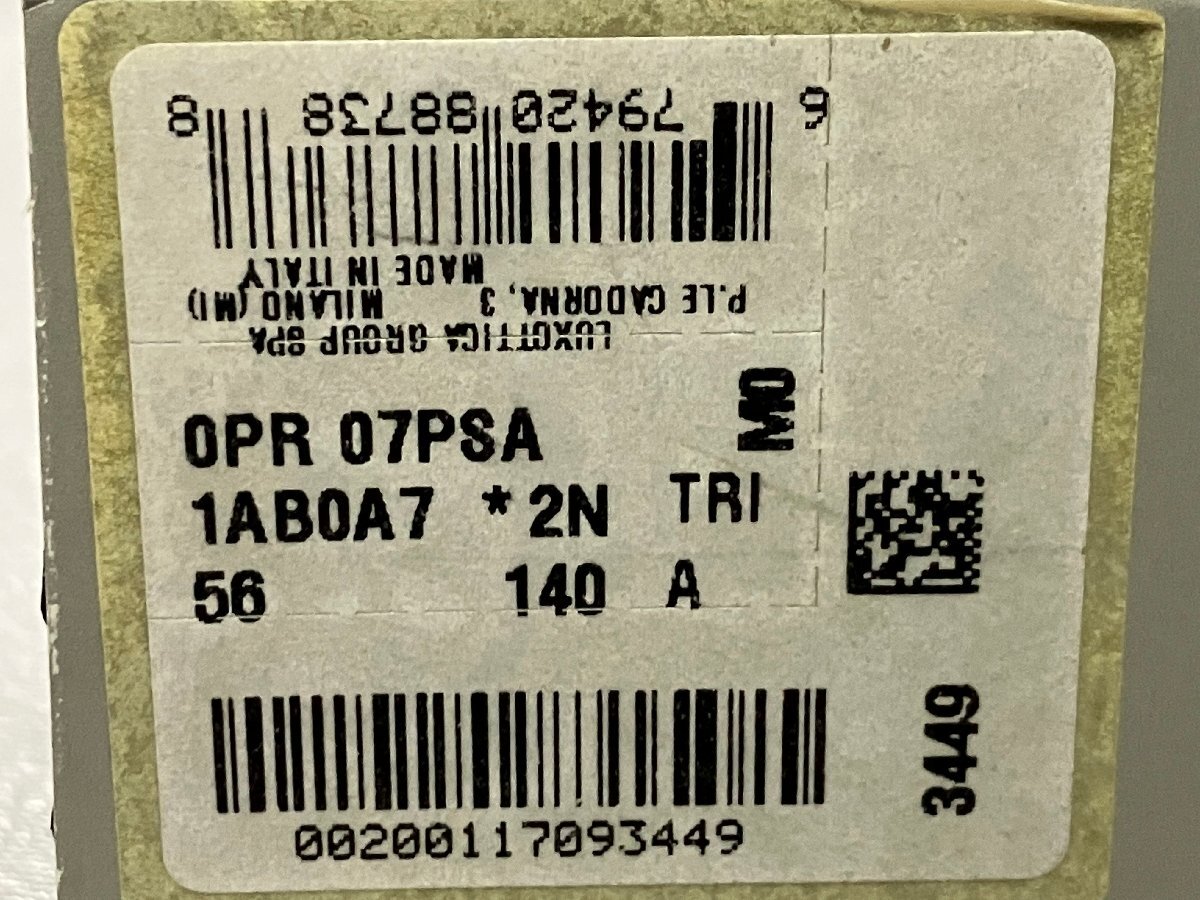 6 79420 88738 8
LUXOTTICA GROUP SPA
P.LE CADORNA, 3 MILANO (MI)
MADE IN ITALY
M0
0PR 07PSA
1AB0A7 *2N TRI
56 140 A
3449
00200117093449